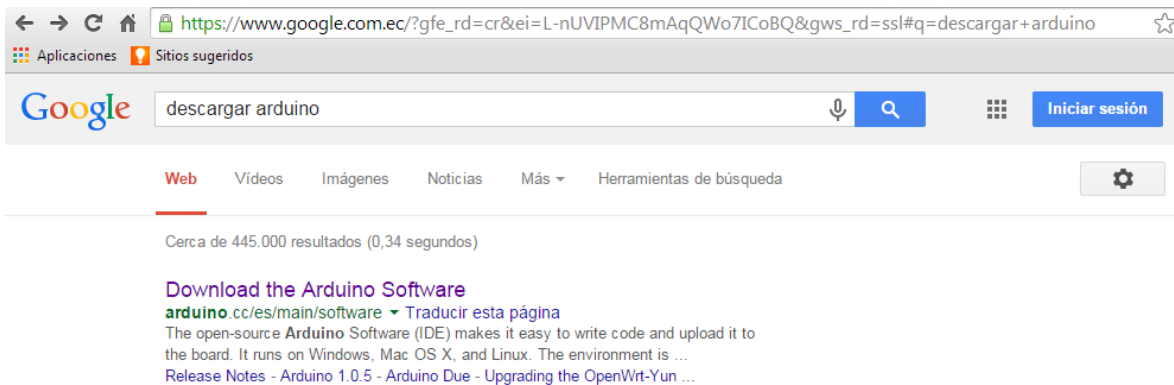 https://www.google.com.ec/?gfe_rd=cr&ei=L-nUVIPMC8mAqQWo7ICoBQ&gws_rd=ssl#q=descargar+arduino
Aplicaciones Sitios sugeridos
Google descargar arduino Iniciar sesión
Web Vídeos Imágenes Noticias Más Herramientas de búsqueda
Cerca de 445.000 resultados (0,34 segundos)
Download the Arduino Software
arduino.cc/es/main/software Traducir esta página
The open-source Arduino Software (IDE) makes it easy to write code and upload it to
the board. It runs on Windows, Mac OS X, and Linux. The environment is ...
Release Notes - Arduino 1.0.5 - Arduino Due - Upgrading the OpenWrt-Yun ...